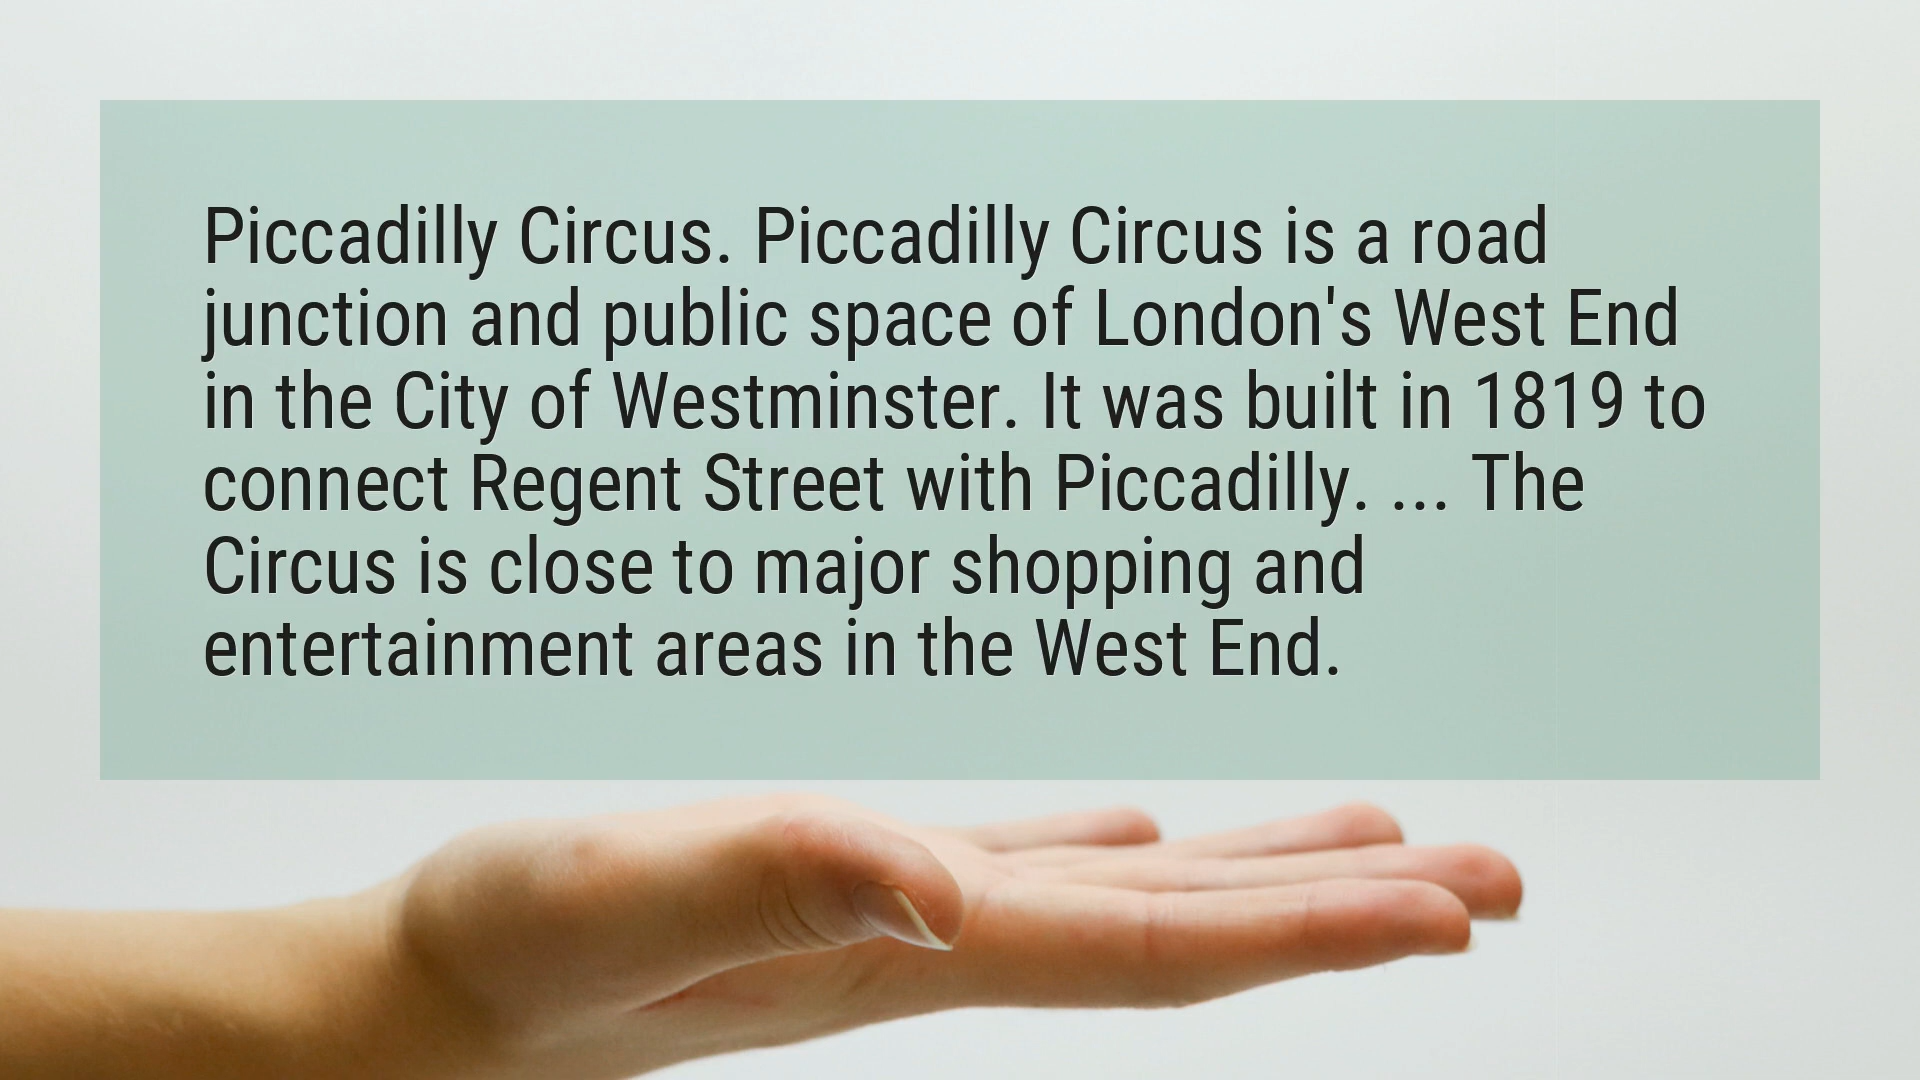 Piccadilly Circus. Piccadilly Circus is a road
junction and public space of London's West End
in the City of Westminster. It was built in 1819 to
connect Regent Street with Piccadilly. ... The
Circus is close to major shopping and
entertainment areas in the West End.